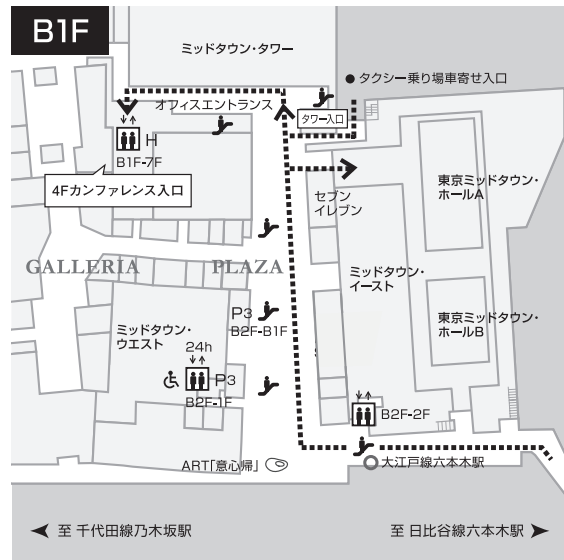 B1F
ミッドタウン・タワー
タクシー乗り場車寄せ入口
オフィスエントランス
タワー入口
H
B1F-7F
4Fカンファレンス入口
セブン
イレブン
東京ミッドタウン・
ホールA
GALLERIA
PLAZA
ミッドタウン・
イースト
P3
B2F-B1F
ミッドタウン・
ウエスト
東京ミッドタウン・
ホールB
24h
P3
B2F-1F
B2F-2F
ART「意心帰」
大江戸線六本木駅
至 千代田線乃木坂駅
至 日比谷線六本木駅